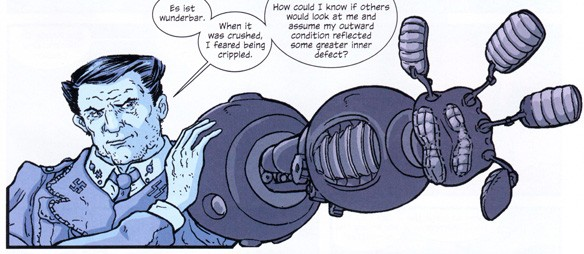 Es ist
wunderbar.
When it
was crushed,
I feared being
crippled.
How could I know if others
would look at me and
assume my outward
condition reflected
some greater inner
defect?